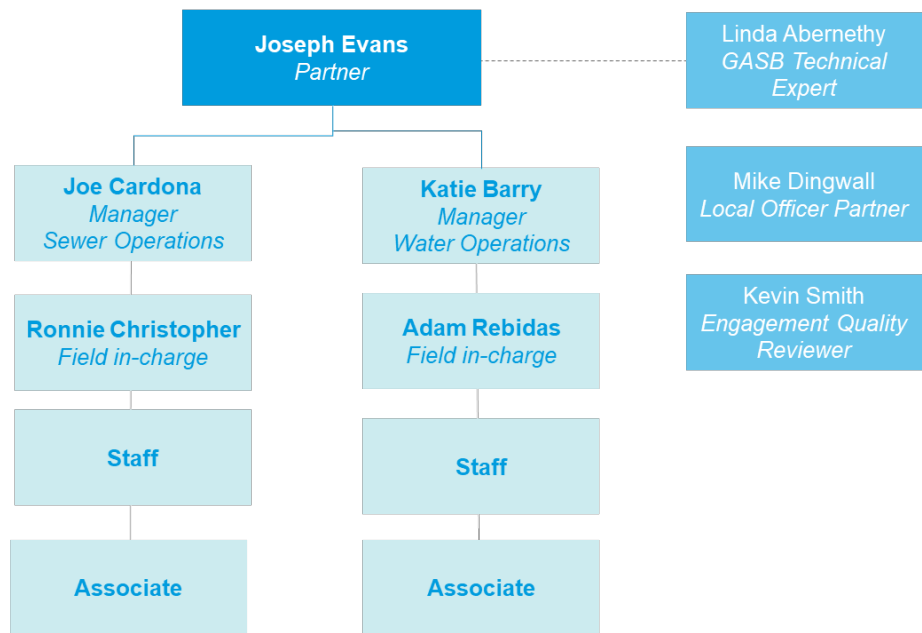 Joseph Evans
Partner
Linda Abernethy
GASB Technical
Expert
Joe Cardona
Manager
Sewer Operations
Katie Barry
Manager
Water Operations
Mike Dingwall
Local Officer Partner
Ronnie Christopher
Field in-charge
Adam Rebidas
Field in-charge
Kevin Smith
Engagement Quality
Reviewer
Staff
Staff
Associate
Associate